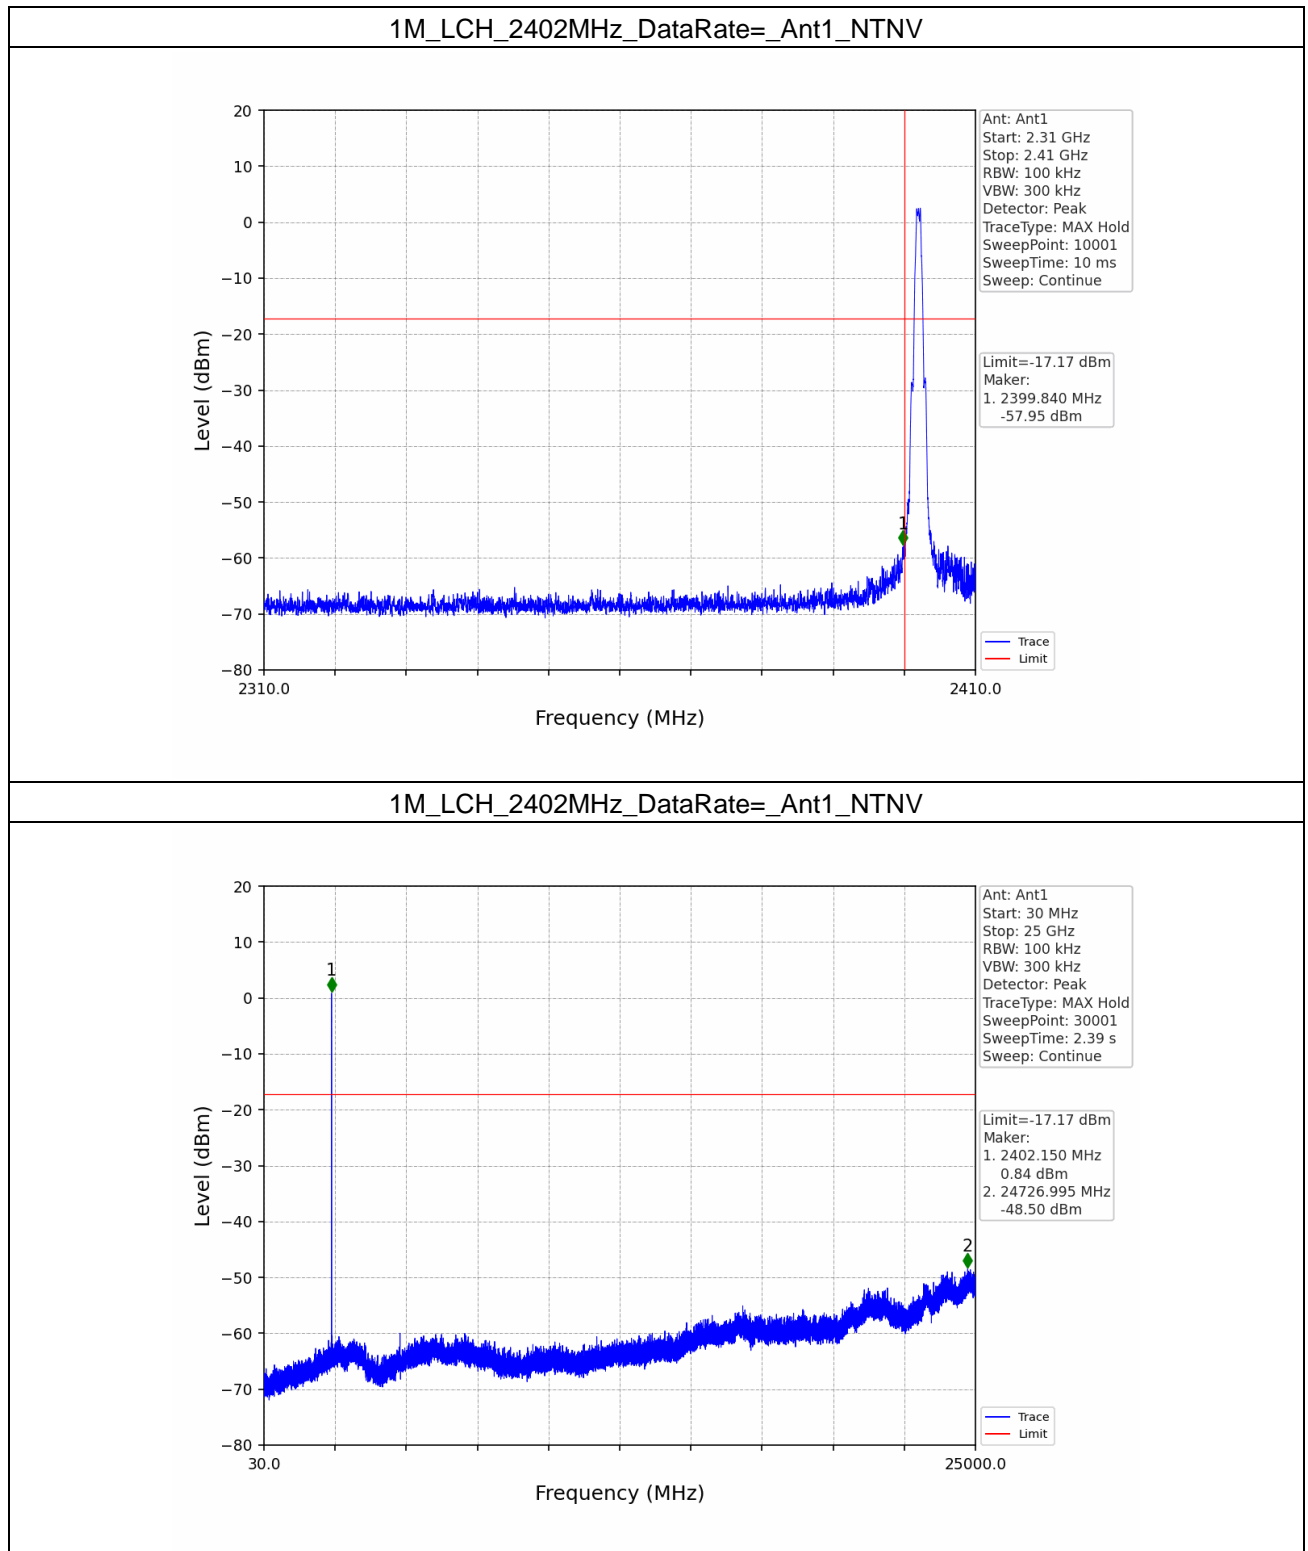 1M_LCH_2402MHz_DataRate=_Ant1_NTNV
20
10
0
−10
−20
−30
−40
−50
−60
−70
−80
Level (dBm)
1
2310.0
2410.0
Frequency (MHz)
Ant: Ant1
Start: 2.31 GHz
Stop: 2.41 GHz
RBW: 100 kHz
VBW: 300 kHz
Detector: Peak
TraceType: MAX Hold
SweepPoint: 10001
SweepTime: 10 ms
Sweep: Continue
Limit=-17.17 dBm
Maker:
1. 2399.840 MHz
-57.95 dBm
Trace
Limit
1M_LCH_2402MHz_DataRate=_Ant1_NTNV
20
10
0
−10
−20
−30
−40
−50
−60
−70
−80
Level (dBm)
1
2
30.0
25000.0
Frequency (MHz)
Ant: Ant1
Start: 30 MHz
Stop: 25 GHz
RBW: 100 kHz
VBW: 300 kHz
Detector: Peak
TraceType: MAX Hold
SweepPoint: 30001
SweepTime: 2.39 s
Sweep: Continue
Limit=-17.17 dBm
Maker:
1. 2402.150 MHz
0.84 dBm
2. 24726.995 MHz
-48.50 dBm
Trace
Limit